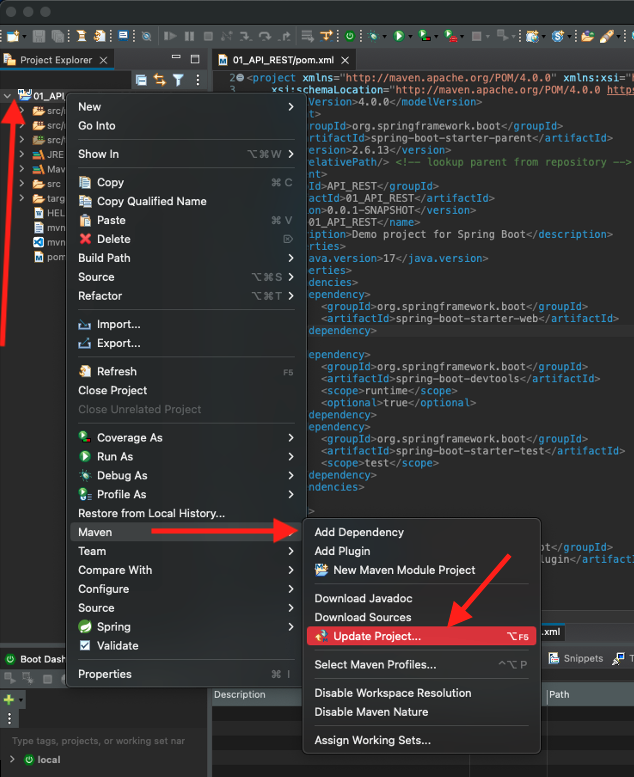 Project Explorer
01_API_REST/pom.xml
01_API_
src/
src/
src/
JRE
Mav
src
targ
HEL
mvn
mvn
pom
New
Go Into
Show In ⌥⌘W
Copy ⌘C
Copy Qualified Name
Paste ⌘V
Delete ⌦
Build Path
Source ⌥⌘S
Refactor ⌥⌘T
Import...
Export...
Refresh F5
Close Project
Close Unrelated Project
Coverage As
Run As
Debug As
Profile As
Restore from Local History...
Maven
Team
Compare With
Configure
Source
Spring
Validate
Properties ⌘I
2 <project xmlns="http://maven.apache.org/POM/4.0.0" xmlns:xsi="h
3 xsi:schemaLocation="http://maven.apache.org/POM/4.0.0 https
Version>4.0.0</modelVersion>
t>
groupId>org.springframework.boot</groupId>
artifactId>spring-boot-starter-parent</artifactId>
version>2.6.13</version>
relativePath/> <!-- lookup parent from repository -->
ent>
Id>API_REST</groupId>
ctId>01_API_REST</artifactId>
on>0.0.1-SNAPSHOT</version>
01_API_REST</name>
iption>Demo project for Spring Boot</description>
erties>
ava.version>17</java.version>
perties>
dencies>
ependency>
<groupId>org.springframework.boot</groupId>
<artifactId>spring-boot-starter-web</artifactId>
dependency>
ependency>
<groupId>org.springframework.boot</groupId>
<artifactId>spring-boot-devtools</artifactId>
<scope>runtime</scope>
<optional>true</optional>
dependency>
ependency>
<groupId>org.springframework.boot</groupId>
<artifactId>spring-boot-starter-test</artifactId>
<scope>test</scope>
dependency>
endencies>
>
ot</groupId>
lugin</artifa
Add Dependency
Add Plugin
New Maven Module Project
Download Javadoc
Download Sources
Update Project... ⌥F5
Select Maven Profiles... ^⌥P
Disable Workspace Resolution
Disable Maven Nature
Assign Working Sets...
.xml
Snippets T
Boot Dash
Description Path
Type tags, projects, or working set nar
local